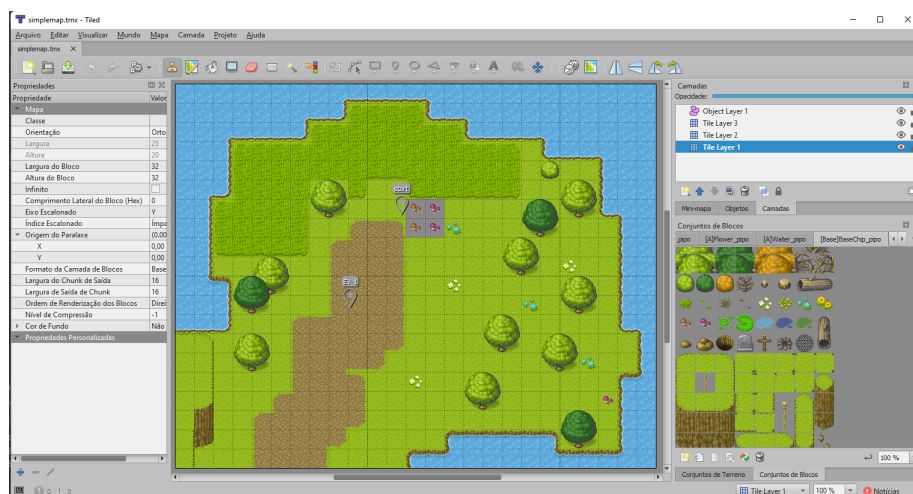 simplemap.tmx - Tiled
Arquivo Editar Visualizar Mundo Mapa Camada Projeto Ajuda
simplemap.tmx
Propriedades
Propriedade Valor
Mapa
Classe
Orientação Orto
Largura 25
Altura 20
Largura do Bloco 32
Altura do Bloco 32
Infinito
Comprimento Lateral do Bloco (Hex) 0
Eixo Escalonado Y
Índice Escalonado Ímpa
Origem do Paralaxe (0.00
X 0,00
Y 0,00
Formato da Camada de Blocos Base
Largura do Chunk de Saída 16
Largura de Saída de Chunk 16
Ordem de Renderização dos Blocos Direi
Nível de Compressão -1
Cor de Fundo Não
Propriedades Personalizadas
start
EV-1
Camadas
Opacidade:
Object Layer 1
Tile Layer 3
Tile Layer 2
Tile Layer 1
Mini-mapa Objetos Camadas
Conjuntos de Blocos
_pipo [A]Flower_pipo [A]Water_pipo [Base]BaseChip_pipo
100 %
Conjuntos de Terreno Conjuntos de Blocos
Tile Layer 1 100 % Notícias